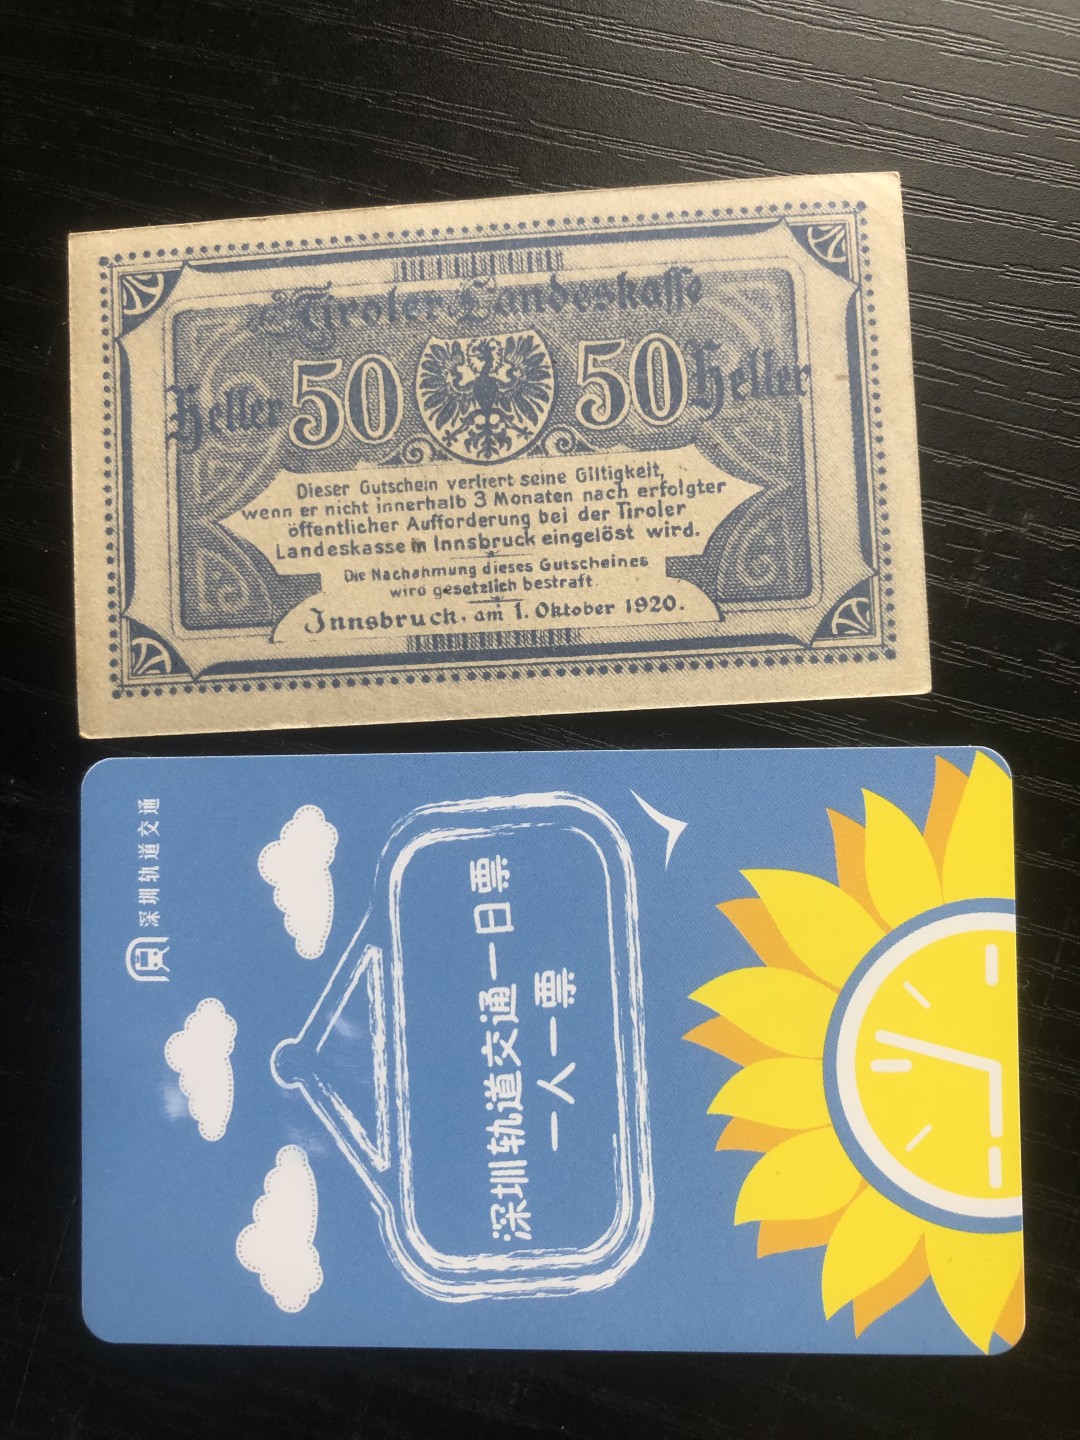 Tiroler Landeskasse
Heller 50 50 Heller
Dieser Gutschein verliert seine Giltigkeit,
wenn er nicht innerhalb 3 Monaten nach erfolgter
öffentlicher Aufforderung bei der Tiroler
Landeskasse in Innsbruck eingelöst wird.
Die Nachahmung dieses Gutscheines
wird gesetzlich bestraft.
Innsbruck, am 1. Oktober 1920.
深圳轨道交通
深圳轨道交通一日票
一人一票